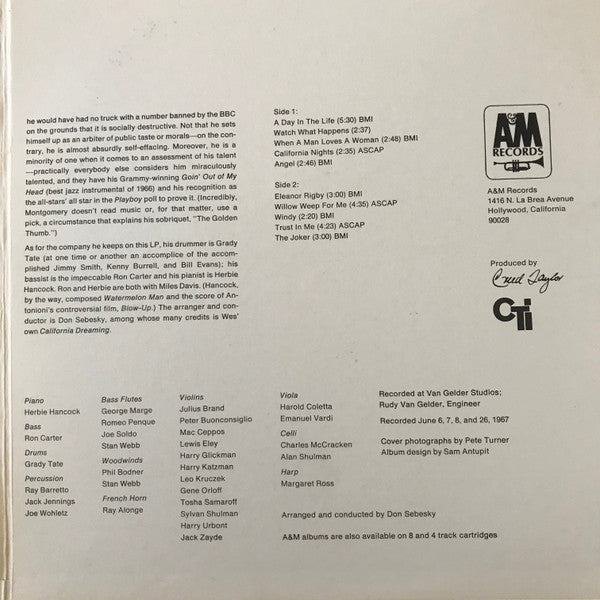 he would have had no truck with a number banned by the BBC
on the grounds that it is socially destructive. Not that he sets
himself up as an arbiter of public taste or morals—on the con-
trary, he is almost absurdly self-effacing. Moreover, he is a
minority of one when it comes to an assessment of his talent
—practically everybody else considers him miraculously
talented, and they have his Grammy-winning Goin' Out of My
Head (best jazz instrumental of 1966) and his recognition as
the all-stars' all star in the Playboy poll to prove it. (Incredibly,
Montgomery doesn't read music or, for that matter, use a
pick, a circumstance that explains his sobriquet, "The Golden
Thumb.")
As for the company he keeps on this LP, his drummer is Grady
Tate (at one time or another an accomplice of the accom-
plished Jimmy Smith, Kenny Burrell, and Bill Evans); his
bassist is the impeccable Ron Carter and his pianist is Herbie
Hancock. Ron and Herbie are both with Miles Davis. (Hancock,
by the way, composed Watermelon Man and the score of An-
tonioni's controversial film, Blow-Up.) The arranger and con-
ductor is Don Sebesky, among whose many credits is Wes'
own California Dreaming.
Side 1:
A Day In The Life (5:30) BMI
Watch What Happens (2:37)
When A Man Loves A Woman (2:48) BMI
California Nights (2:35) ASCAP
Angel (2:46) BMI
Side 2:
Eleanor Rigby (3:00) BMI
Willow Weep For Me (4:35) ASCAP
Windy (2:20) BMI
Trust In Me (4:23) ASCAP
The Joker (3:00) BMI
A&M
RECORDS
A&M Records
1416 N. La Brea Avenue
Hollywood, California
90028
Produced by
Creed Taylor
CTi
Piano
Herbie Hancock
Bass
Ron Carter
Drums
Grady Tate
Percussion
Ray Barretto
Jack Jennings
Joe Wohletz
Bass Flutes
George Marge
Romeo Penque
Joe Soldo
Stan Webb
Woodwinds
Phil Bodner
Stan Webb
French Horn
Ray Alonge
Violins
Julius Brand
Peter Buonconsiglio
Mac Ceppos
Lewis Eley
Harry Glickman
Harry Katzman
Leo Kruczek
Gene Orloff
Tosha Samaroff
Sylvan Shulman
Harry Urbont
Jack Zayde
Viola
Harold Coletta
Emanuel Vardi
Celli
Charles McCracken
Alan Shulman
Harp
Margaret Ross
Recorded at Van Gelder Studios;
Rudy Van Gelder, Engineer
Recorded June 6, 7, 8, and 26, 1967
Cover photographs by Pete Turner
Album design by Sam Antupit
Arranged and conducted by Don Sebesky
A&M albums are also available on 8 and 4 track cartridges